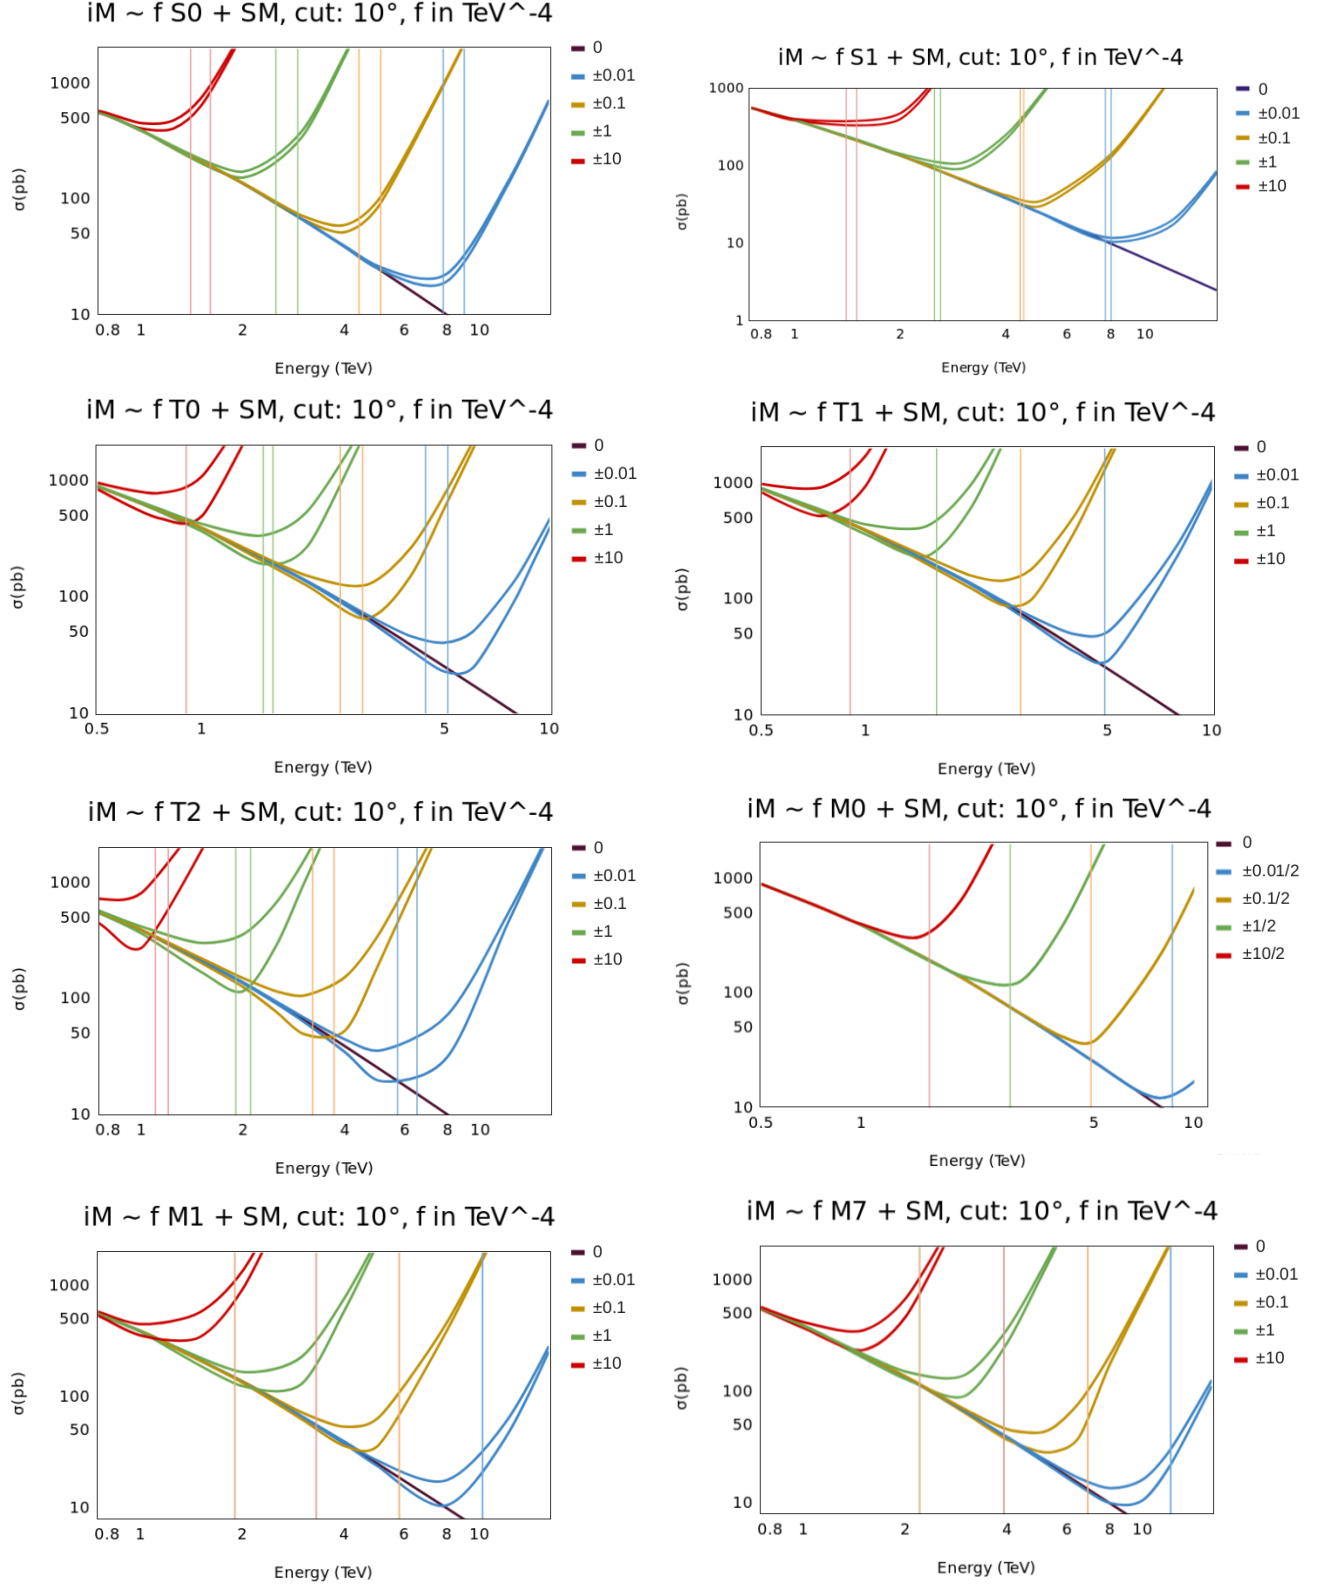 iM ~ f S0 + SM, cut: 10°, f in TeV^-4
1000
500
100
50
10
σ(pb)
0.8 1 2 4 6 8 10
Energy (TeV)
0
±0.01
±0.1
±1
±10
iM ~ f S1 + SM, cut: 10°, f in TeV^-4
1000
100
10
1
σ(pb)
0.8 1 2 4 6 8 10
Energy (TeV)
0
±0.01
±0.1
±1
±10
iM ~ f T0 + SM, cut: 10°, f in TeV^-4
1000
500
100
50
10
σ(pb)
0.5 1 5 10
Energy (TeV)
0
±0.01
±0.1
±1
±10
iM ~ f T1 + SM, cut: 10°, f in TeV^-4
1000
500
100
50
10
σ(pb)
0.5 1 5 10
Energy (TeV)
0
±0.01
±0.1
±1
±10
iM ~ f T2 + SM, cut: 10°, f in TeV^-4
1000
500
100
50
10
σ(pb)
0.8 1 2 4 6 8 10
Energy (TeV)
0
±0.01
±0.1
±1
±10
iM ~ f M0 + SM, cut: 10°, f in TeV^-4
1000
500
100
50
10
σ(pb)
0.5 1 5 10
Energy (TeV)
0
±0.01/2
±0.1/2
±1/2
±10/2
iM ~ f M1 + SM, cut: 10°, f in TeV^-4
1000
500
100
50
10
σ(pb)
0.8 1 2 4 6 8 10
Energy (TeV)
0
±0.01
±0.1
±1
±10
iM ~ f M7 + SM, cut: 10°, f in TeV^-4
1000
500
100
50
10
σ(pb)
0.8 1 2 4 6 8 10
Energy (TeV)
0
±0.01
±0.1
±1
±10